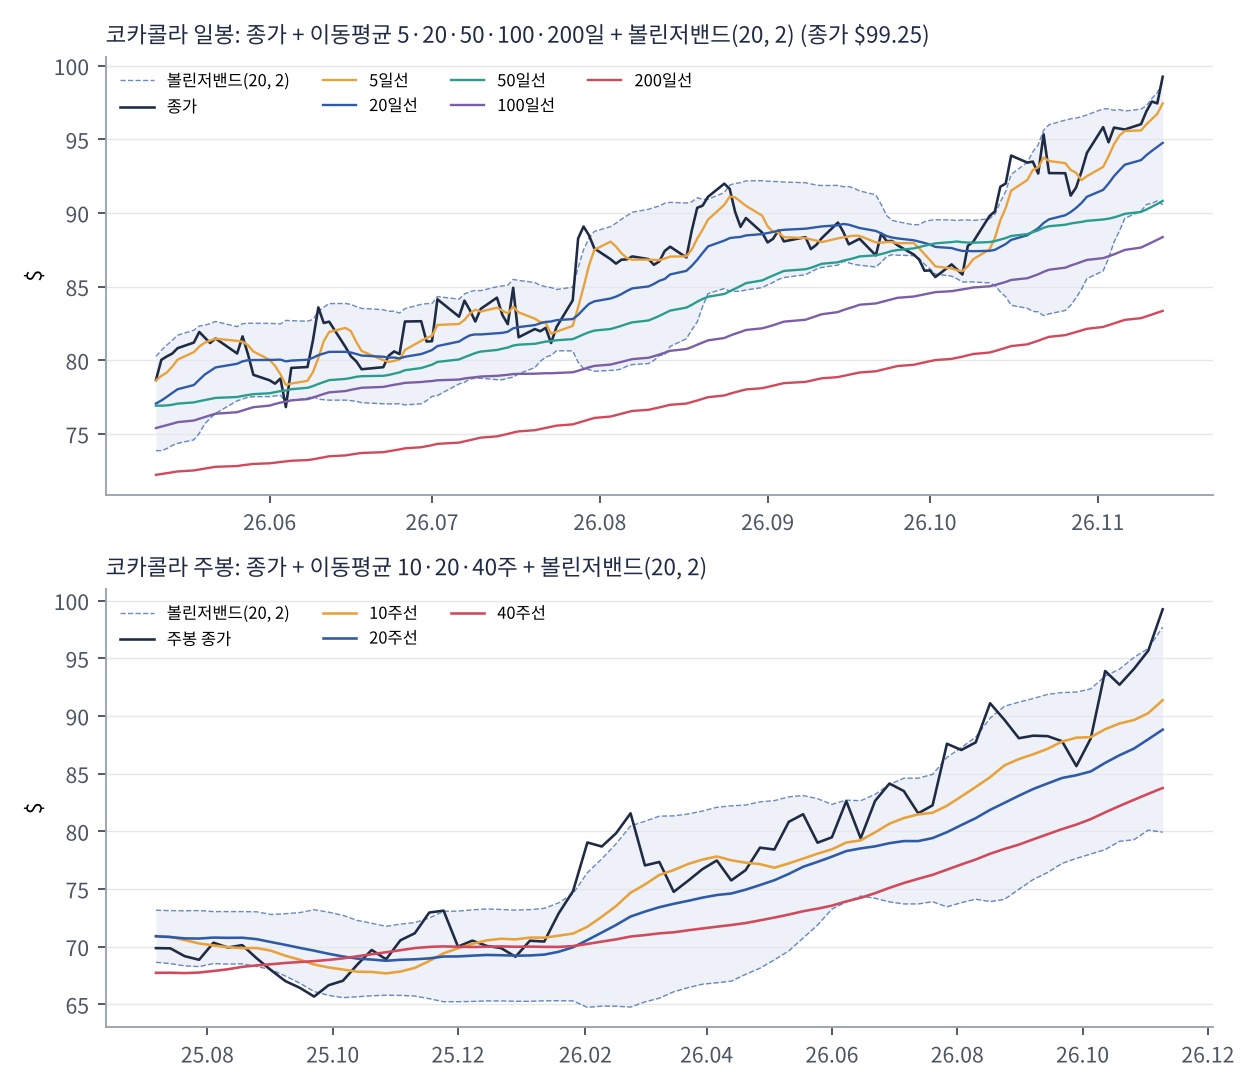 코카콜라 일봉: 종가 + 이동평균 5·20·50·100·200일 + 볼린저밴드(20, 2) (종가 $99.25)
볼린저밴드(20, 2) 5일선 50일선 200일선
종가 20일선 100일선
100
95
90
85
80
75
$
26.06 26.07 26.08 26.09 26.10 26.11
코카콜라 주봉: 종가 + 이동평균 10·20·40주 + 볼린저밴드(20, 2)
볼린저밴드(20, 2) 10주선 40주선
주봉 종가 20주선
100
95
90
85
80
75
70
65
$
25.08 25.10 25.12 26.02 26.04 26.06 26.08 26.10 26.12